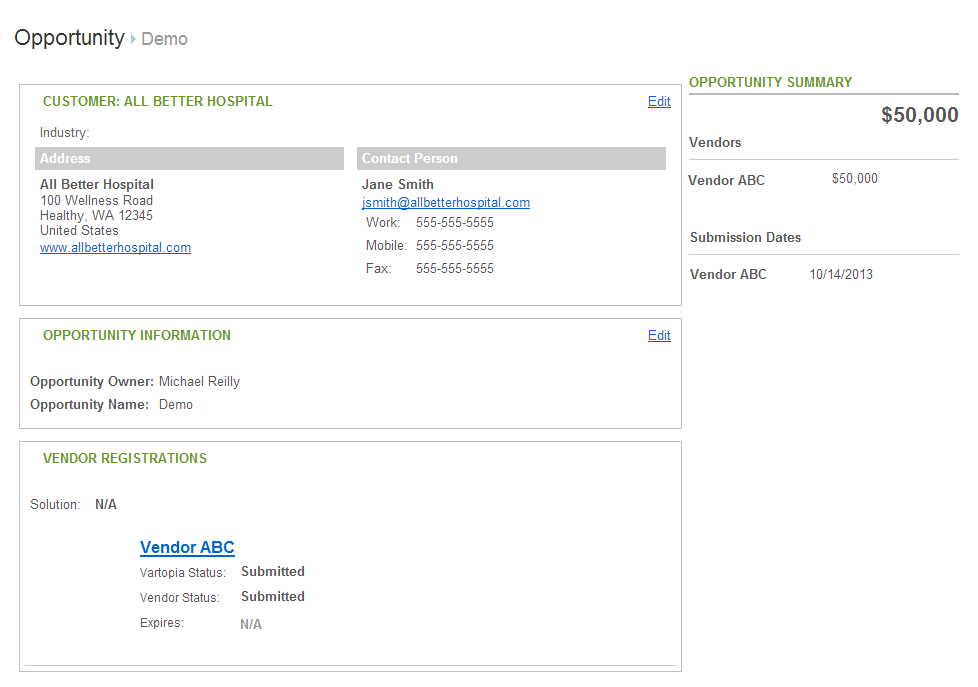 Opportunity Demo
CUSTOMER: ALL BETTER HOSPITAL Edit
Industry:
Address
All Better Hospital
100 Wellness Road
Healthy, WA 12345
United States
www.allbetterhospital.com
Contact Person
Jane Smith
jsmith@allbetterhospital.com
Work: 555-555-5555
Mobile: 555-555-5555
Fax: 555-555-5555
OPPORTUNITY INFORMATION Edit
Opportunity Owner: Michael Reilly
Opportunity Name: Demo
VENDOR REGISTRATIONS
Solution: N/A
Vendor ABC
Vartopia Status: Submitted
Vendor Status: Submitted
Expires: N/A
OPPORTUNITY SUMMARY
$50,000
Vendors
Vendor ABC $50,000
Submission Dates
Vendor ABC 10/14/2013